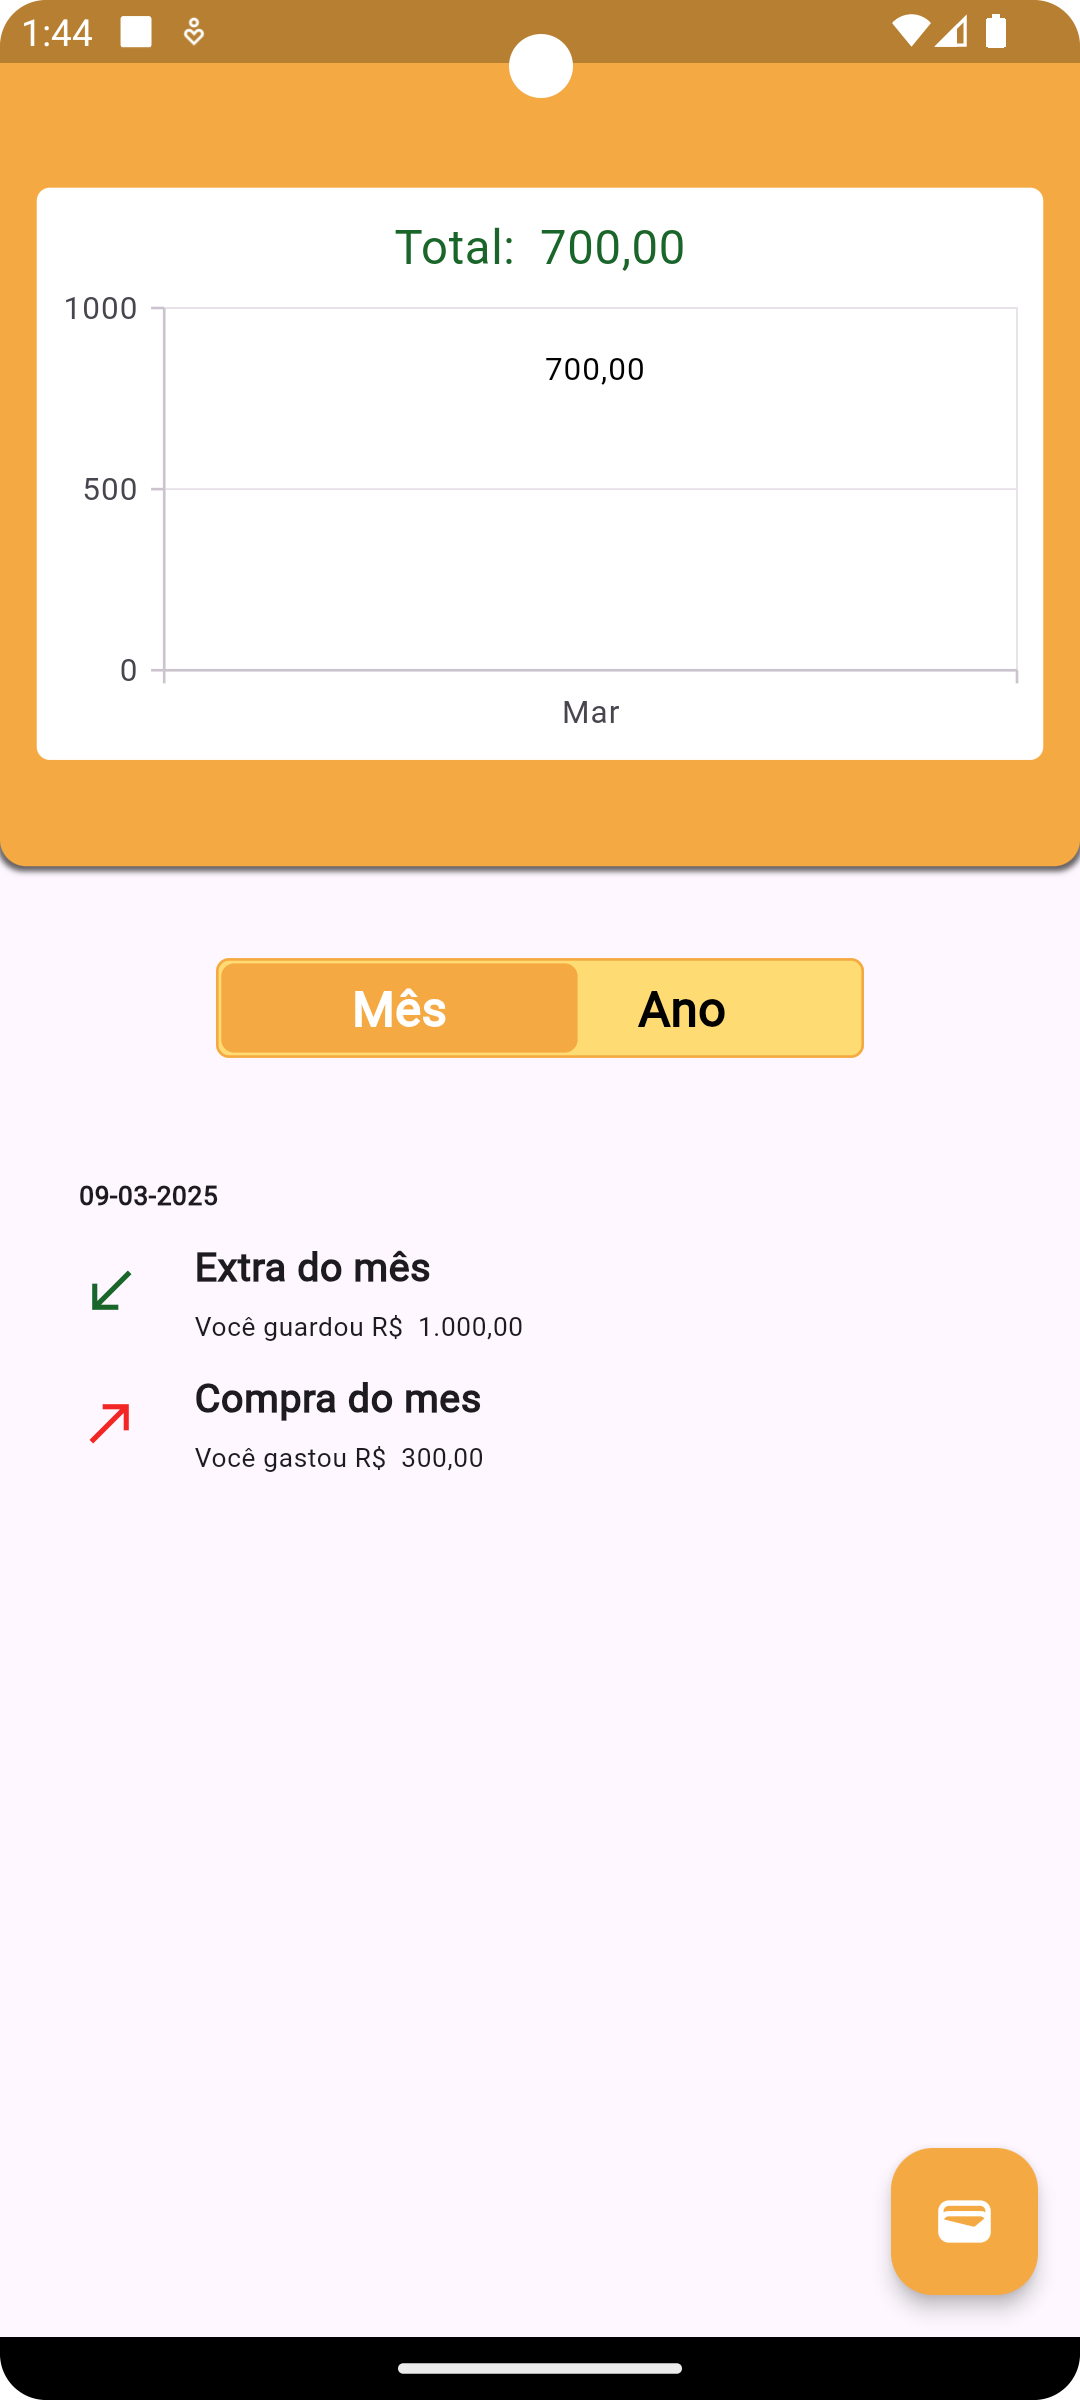 1:44
Total: 700,00
1000
700,00
500
0
Mar
Mês Ano
09-03-2025
Extra do mês
Você guardou R$ 1.000,00
Compra do mes
Você gastou R$ 300,00